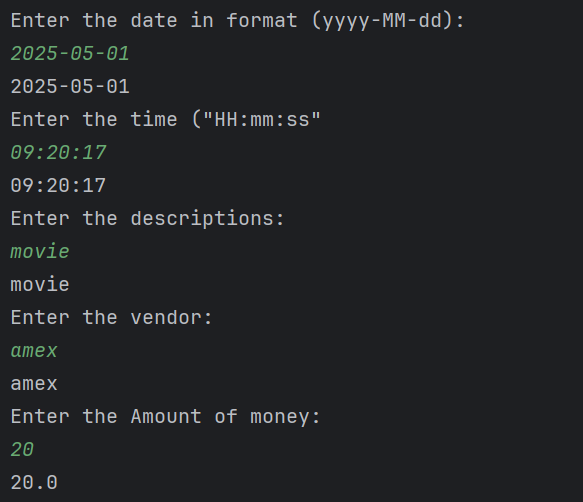 Enter the date in format (yyyy-MM-dd):
2025-05-01
2025-05-01
Enter the time ("HH:mm:ss"
09:20:17
09:20:17
Enter the descriptions:
movie
movie
Enter the vendor:
amex
amex
Enter the Amount of money:
20
20.0